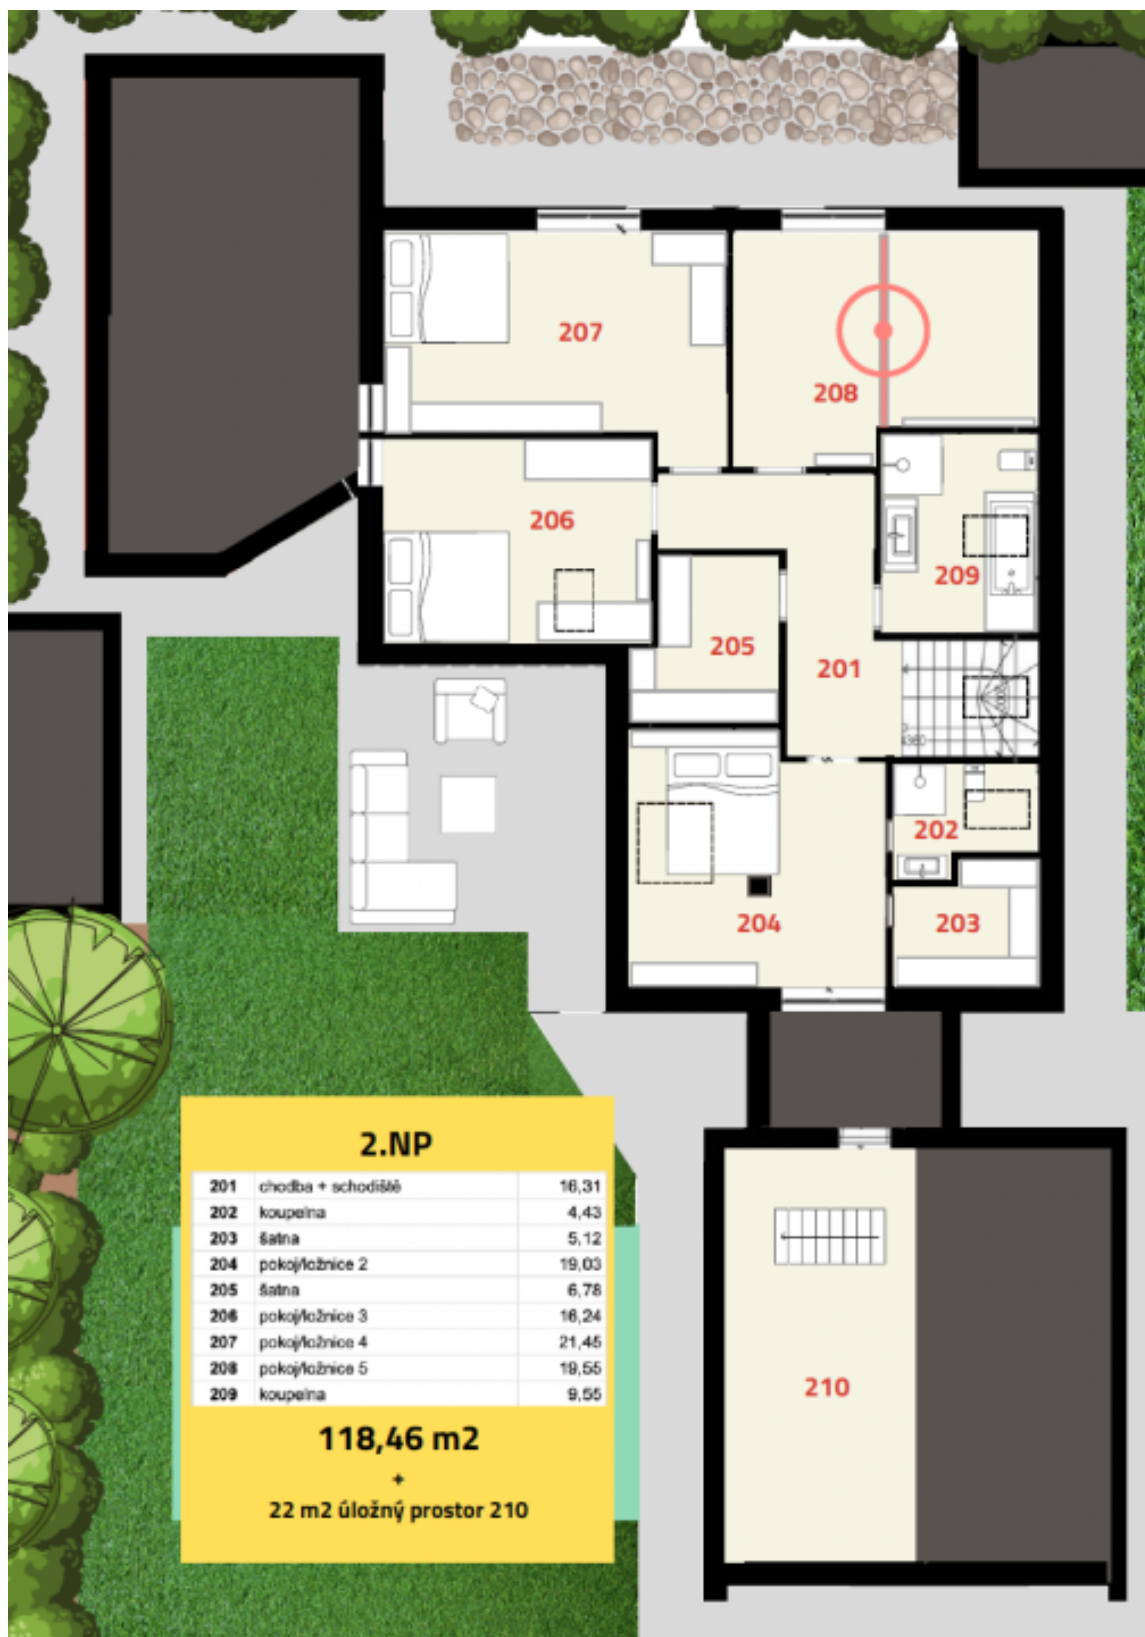 207
208
206
209
205
201
202
204
203
2.NP
201 chodba + schodiště 16,31
202 koupelna 4,43
203 šatna 5,12
204 pokoj/ložnice 2 19,03
205 šatna 6,78
206 pokoj/ložnice 3 16,24
207 pokoj/ložnice 4 21,45
208 pokoj/ložnice 5 19,55
209 koupelna 9,55
118,46 m2
+
22 m2 úložný prostor 210
210